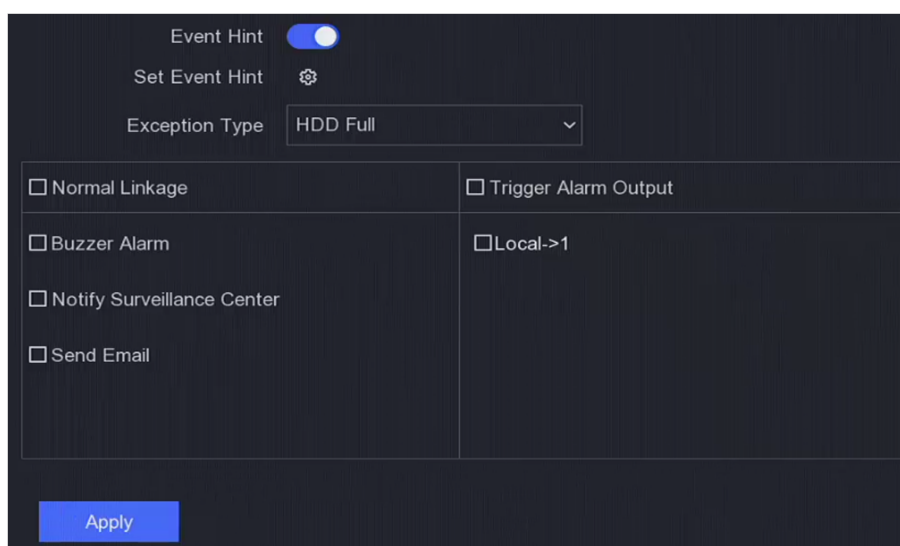 Event Hint
Set Event Hint
Exception Type HDD Full
Normal Linkage Trigger Alarm Output
Buzzer Alarm Local->1
Notify Surveillance Center
Send Email
Apply